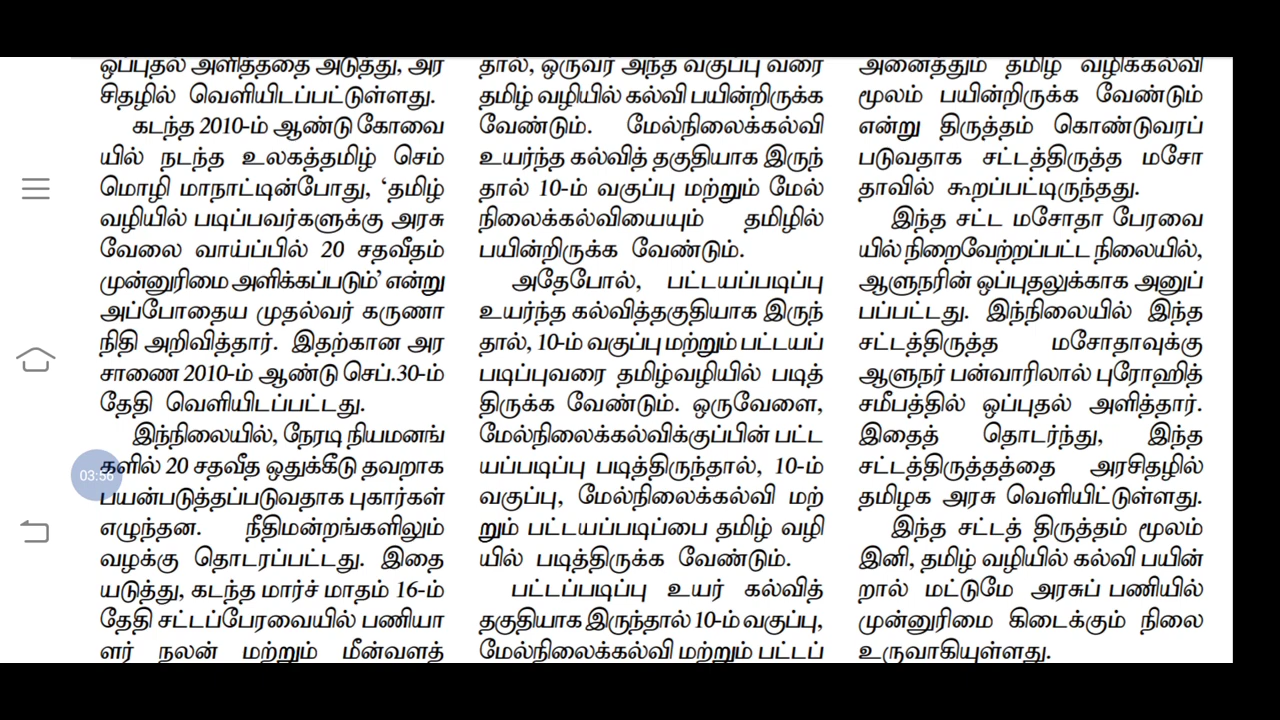 ஒப்புதல் அளித்ததை அடுத்து, அர
சிதழில் வெளியிடப்பட்டுள்ளது.
கடந்த 2010-ம் ஆண்டு கோவை
யில் நடந்த உலகத்தமிழ் செம்
மொழி மாநாட்டின்போது, ‘தமிழ்
வழியில் படிப்பவர்களுக்கு அரசு
வேலை வாய்ப்பில் 20 சதவீதம்
முன்னுரிமை அளிக்கப்படும்’ என்று
அப்போதைய முதல்வர் கருணா
நிதி அறிவித்தார். இதற்கான அர
சாணை 2010-ம் ஆண்டு செப்.30-ம்
தேதி வெளியிடப்பட்டது.
இந்நிலையில், நேரடி நியமனங்
களில் 20 சதவீத ஒதுக்கீடு தவறாக
பயன்படுத்தப்படுவதாக புகார்கள்
எழுந்தன. நீதிமன்றங்களிலும்
வழக்கு தொடரப்பட்டது. இதை
யடுத்து, கடந்த மார்ச் மாதம் 16-ம்
தேதி சட்டப்பேரவையில் பணியா
ளர் நலன் மற்றும் மீன்வளத்
தால், ஒருவர் அந்த வகுப்பு வரை
தமிழ் வழியில் கல்வி பயின்றிருக்க
வேண்டும். மேல்நிலைக்கல்வி
உயர்ந்த கல்வித் தகுதியாக இருந்
தால் 10-ம் வகுப்பு மற்றும் மேல்
நிலைக்கல்வியையும் தமிழில்
பயின்றிருக்க வேண்டும்.
அதேபோல், பட்டயப்படிப்பு
உயர்ந்த கல்வித்தகுதியாக இருந்
தால், 10-ம் வகுப்பு மற்றும் பட்டயப்
படிப்புவரை தமிழ்வழியில் படித்
திருக்க வேண்டும். ஒருவேளை,
மேல்நிலைக்கல்விக்குப்பின் பட்ட
யப்படிப்பு படித்திருந்தால், 10-ம்
வகுப்பு, மேல்நிலைக்கல்வி மற்
றும் பட்டயப்படிப்பை தமிழ் வழி
யில் படித்திருக்க வேண்டும்.
பட்டப்படிப்பு உயர் கல்வித்
தகுதியாக இருந்தால் 10-ம் வகுப்பு,
மேல்நிலைக்கல்வி மற்றும் பட்டப்
அனைத்தும் தமிழ் வழிக்கல்வி
மூலம் பயின்றிருக்க வேண்டும்
என்று திருத்தம் கொண்டுவரப்
படுவதாக சட்டத்திருத்த மசோ
தாவில் கூறப்பட்டிருந்தது.
இந்த சட்ட மசோதா பேரவை
யில் நிறைவேற்றப்பட்ட நிலையில்,
ஆளுநரின் ஒப்புதலுக்காக அனுப்
பப்பட்டது. இந்நிலையில் இந்த
சட்டத்திருத்த மசோதாவுக்கு
ஆளுநர் பன்வாரிலால் புரோஹித்
சமீபத்தில் ஒப்புதல் அளித்தார்.
இதைத் தொடர்ந்து, இந்த
சட்டத்திருத்தத்தை அரசிதழில்
தமிழக அரசு வெளியிட்டுள்ளது.
இந்த சட்டத் திருத்தம் மூலம்
இனி, தமிழ் வழியில் கல்வி பயின்
றால் மட்டுமே அரசுப் பணியில்
முன்னுரிமை கிடைக்கும் நிலை
உருவாகியுள்ளது.
03:56